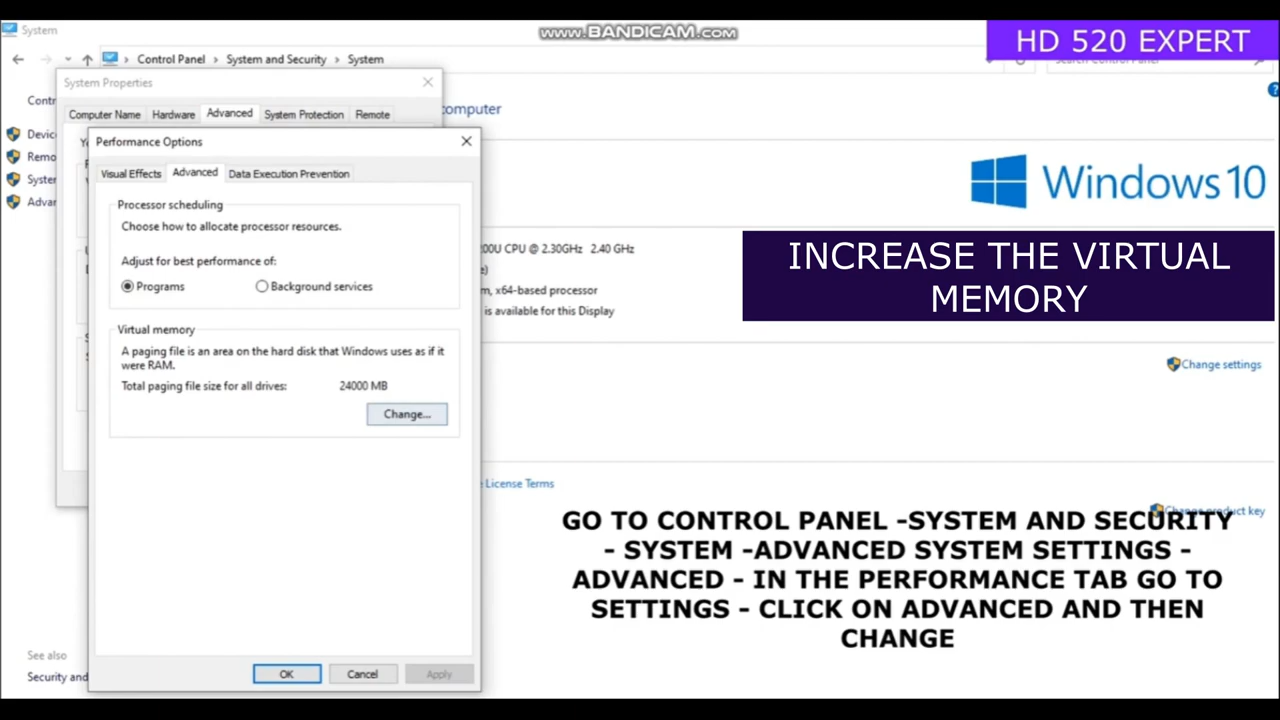 System
www.BANDICAM.com
HD 520 EXPERT
Control Panel
System and Security
System
System Properties
Computer Name
Hardware
Advanced
System Protection
Remote
computer
Performance Options
Visual Effects
Advanced
Data Execution Prevention
Windows 10
Processor scheduling
Choose how to allocate processor resources.
Adjust for best performance of:
Programs
Background services
00U CPU @ 2.30GHz 2.40 GHz
m, x64-based processor
is available for this Display
INCREASE THE VIRTUAL
MEMORY
Virtual memory
A paging file is an area on the hard disk that Windows uses as if it
were RAM.
Total paging file size for all drives: 24000 MB
Change...
Change settings
License Terms
Change product key
GO TO CONTROL PANEL -SYSTEM AND SECURITY
- SYSTEM -ADVANCED SYSTEM SETTINGS -
ADVANCED - IN THE PERFORMANCE TAB GO TO
SETTINGS - CLICK ON ADVANCED AND THEN
CHANGE
See also
Security and
OK
Cancel
Apply